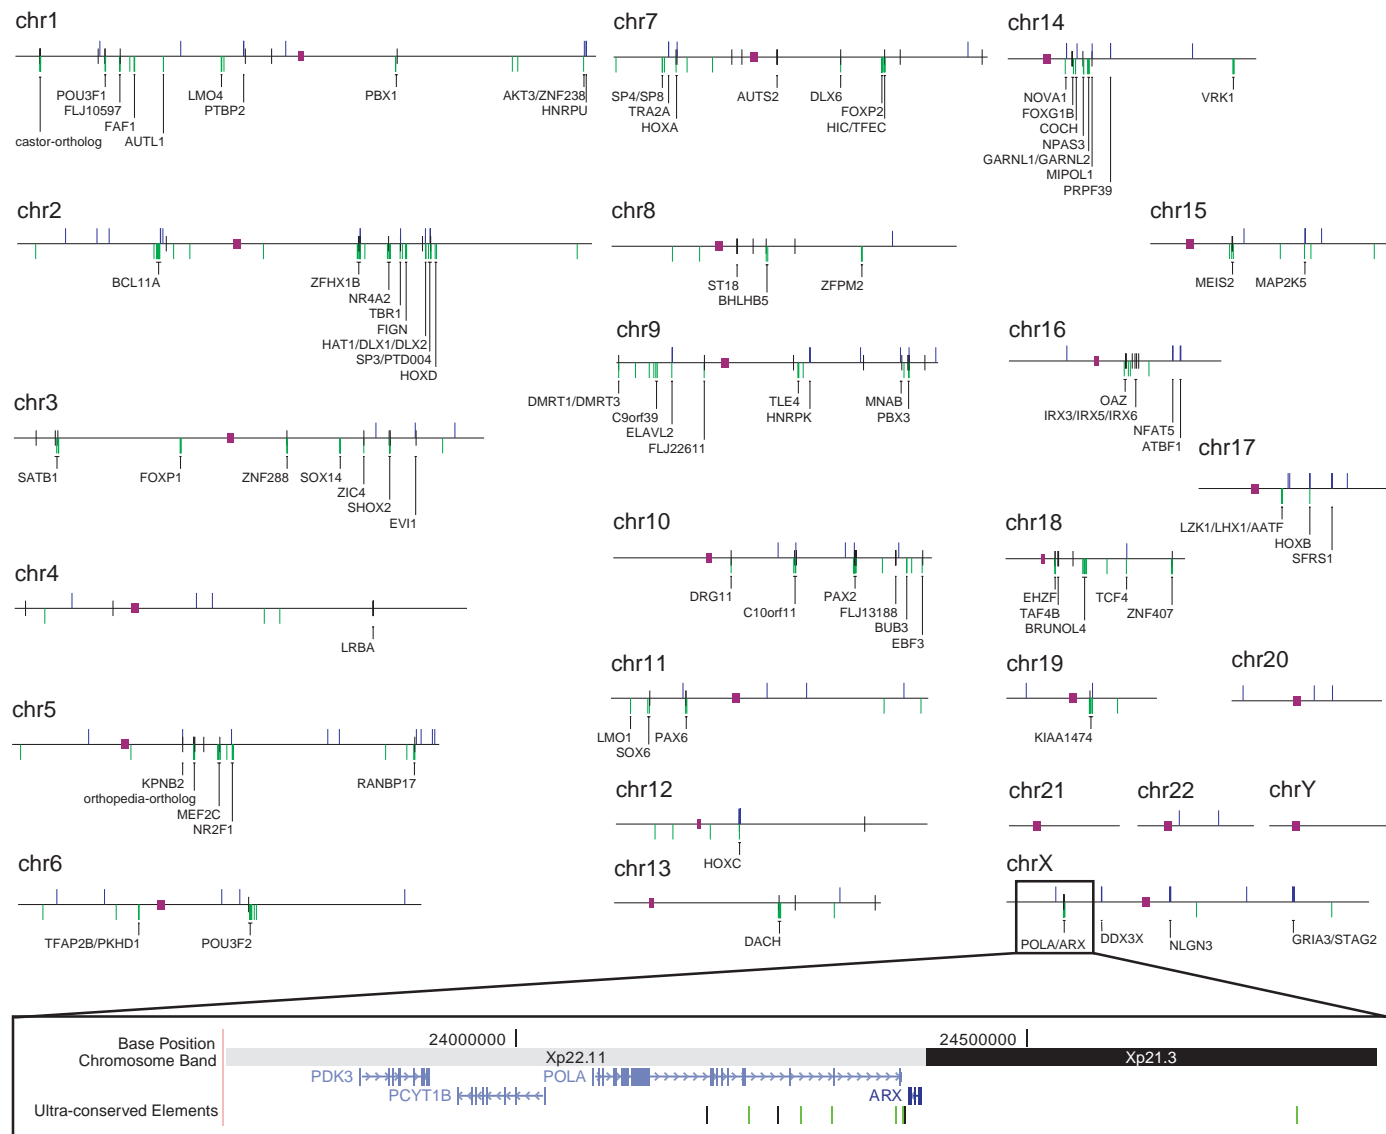 chr1
POU3F1
FLJ10597
FAF1
castor-ortholog
AUTL1
LMO4
PTBP2
PBX1
AKT3/ZNF238
HNRPU
chr2
BCL11A
ZFHX1B
NR4A2
TBR1
FIGN
HAT1/DLX1/DLX2
SP3/PTD004
HOXD
chr3
SATB1
FOXP1
ZNF288
SOX14
ZIC4
SHOX2
EVI1
chr4
LRBA
chr5
KPNB2
orthopedia-ortholog
MEF2C
NR2F1
RANBP17
chr6
TFAP2B/PKHD1
POU3F2
chr7
SP4/SP8
TRA2A
HOXA
AUTS2
DLX6
FOXP2
HIC/TFEC
chr8
ST18
BHLHB5
ZFPM2
chr9
DMRT1/DMRT3
C9orf39
ELAVL2
FLJ22611
TLE4
HNRPK
MNAB
PBX3
chr10
DRG11
C10orf11
PAX2
FLJ13188
BUB3
EBF3
chr11
LMO1
SOX6
PAX6
chr12
HOXC
chr13
DACH
chr14
NOVA1
FOXG1B
COCH
NPAS3
GARNL1/GARNL2
MIPOL1
PRPF39
VRK1
chr15
MEIS2
MAP2K5
chr16
OAZ
IRX3/IRX5/IRX6
NFAT5
ATBF1
chr17
LZK1/LHX1/AATF
HOXB
SFRS1
chr18
EHZF
TAF4B
BRUNOL4
TCF4
ZNF407
chr19
KIAA1474
chr20
chr21
chr22
chrY
chrX
POLA/ARX
DDX3X
NLGN3
GRIA3/STAG2
Base Position
24000000
24500000
Chromosome Band
Xp22.11
Xp21.3
PDK3
POLA
PCYT1B
ARX
Ultra-conserved Elements